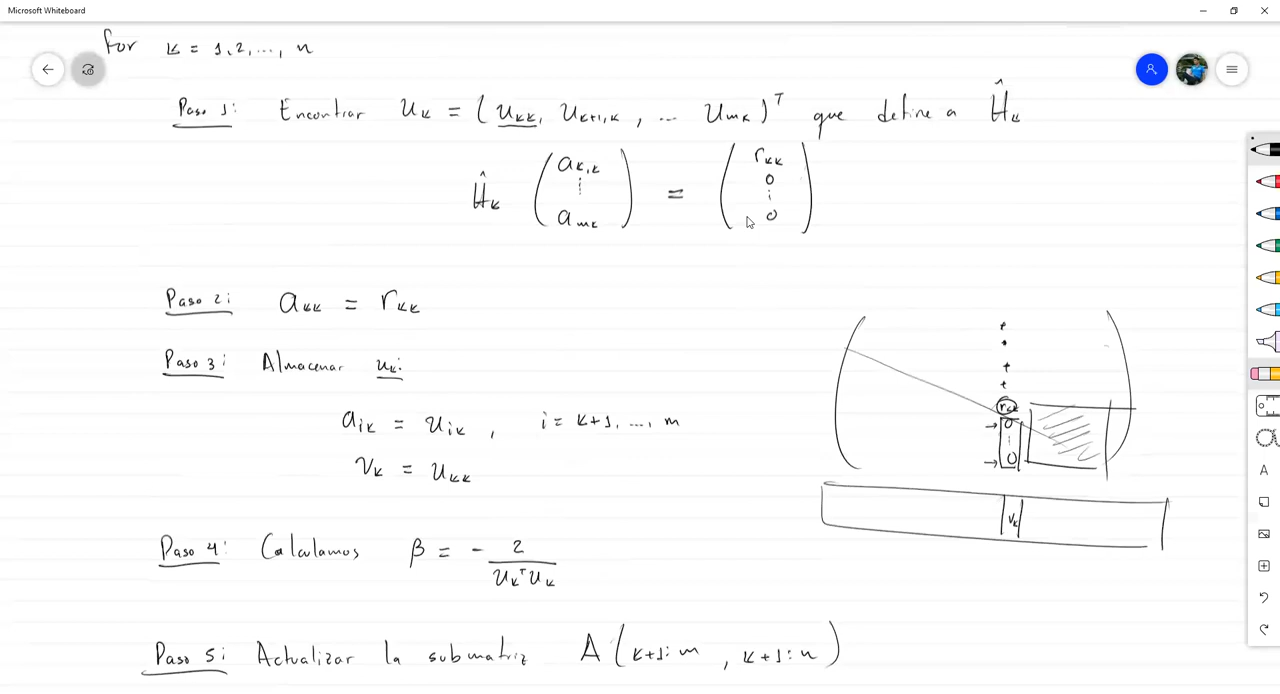 Microsoft Whiteboard
for k = 1,2,..., n
Paso 1: Encontrar u_k = (u_kk, u_k+1,k, ... u_mk)^T que define a Ĥ_k
Ĥ_k (a_k,k ⋮ a_mk) = (r_kk 0 ⋮ 0)
Paso 2: a_kk = r_kk
Paso 3: Almacenar u_k:
a_ik = u_ik, i = k+1, ..., m
v_k = u_kk
r_kk
0
⋮
0
v_k
Paso 4: Calculamos β = - 2 / u_k^T u_k
Paso 5: Actualizar la submatriz A(k+1:m, k+1:n)
A